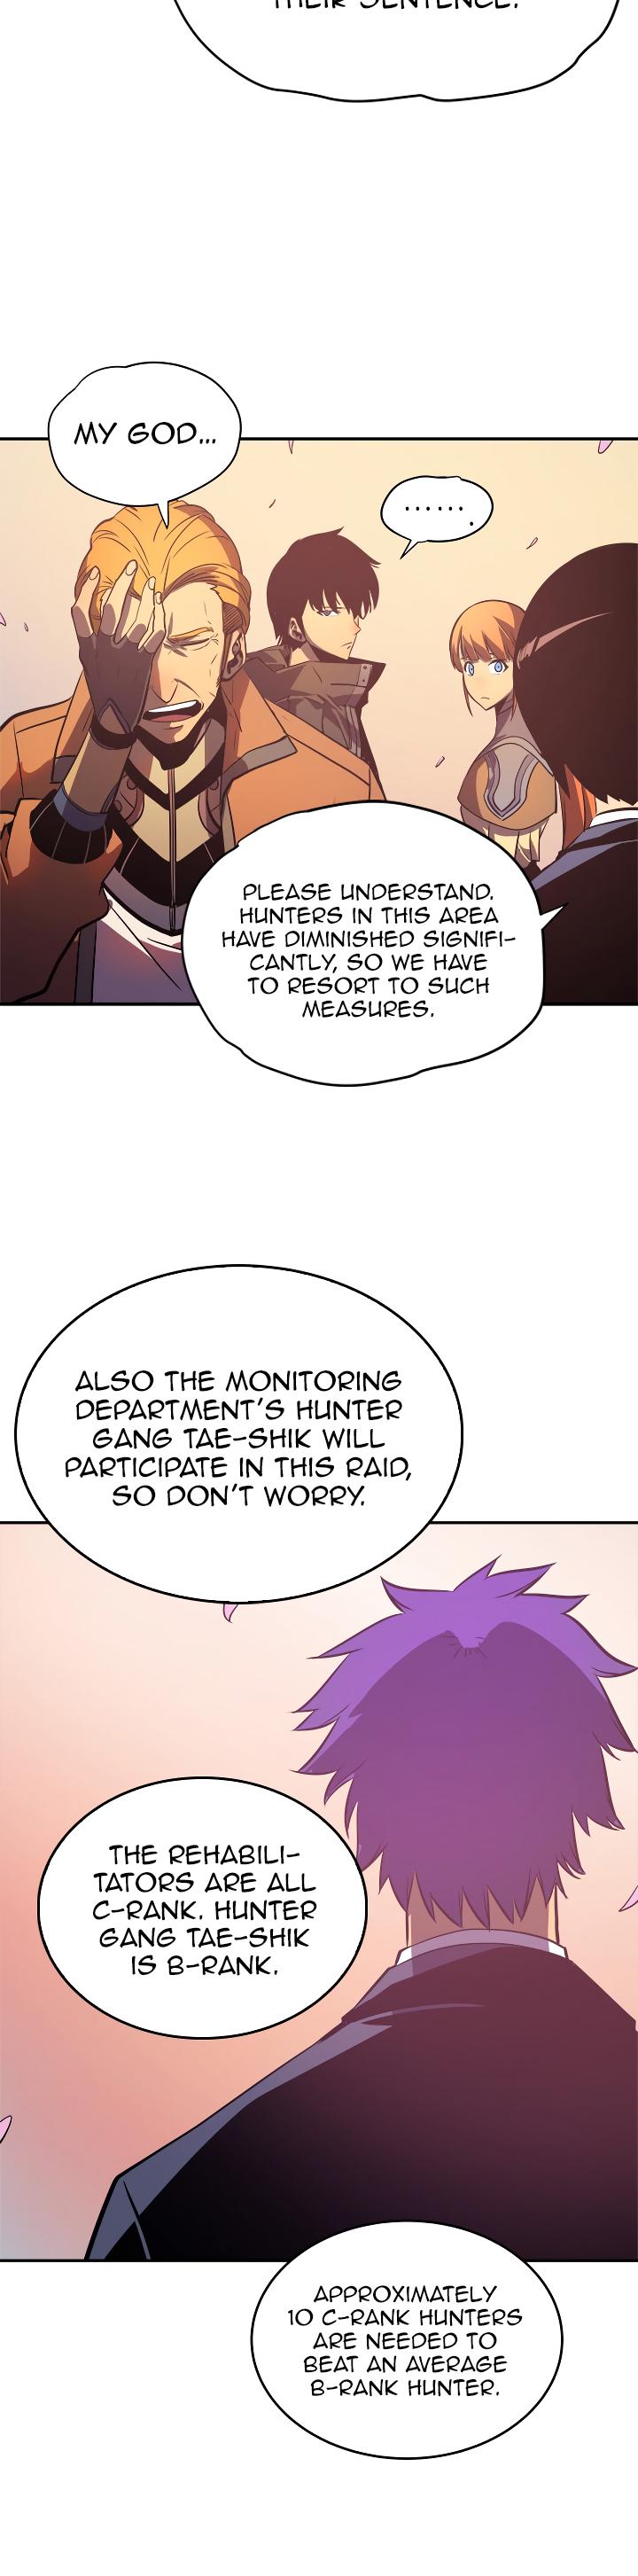 THEIR SENTENCE.
MY GOD...
.......
PLEASE UNDERSTAND.
HUNTERS IN THIS AREA
HAVE DIMINISHED SIGNIFI-
CANTLY, SO WE HAVE
TO RESORT TO SUCH
MEASURES.
ALSO THE MONITORING
DEPARTMENT'S HUNTER
GANG TAE-SHIK WILL
PARTICIPATE IN THIS RAID,
SO DON'T WORRY.
THE REHABILI-
TATORS ARE ALL
C-RANK. HUNTER
GANG TAE-SHIK
IS B-RANK.
APPROXIMATELY
10 C-RANK HUNTERS
ARE NEEDED TO
BEAT AN AVERAGE
B-RANK HUNTER.